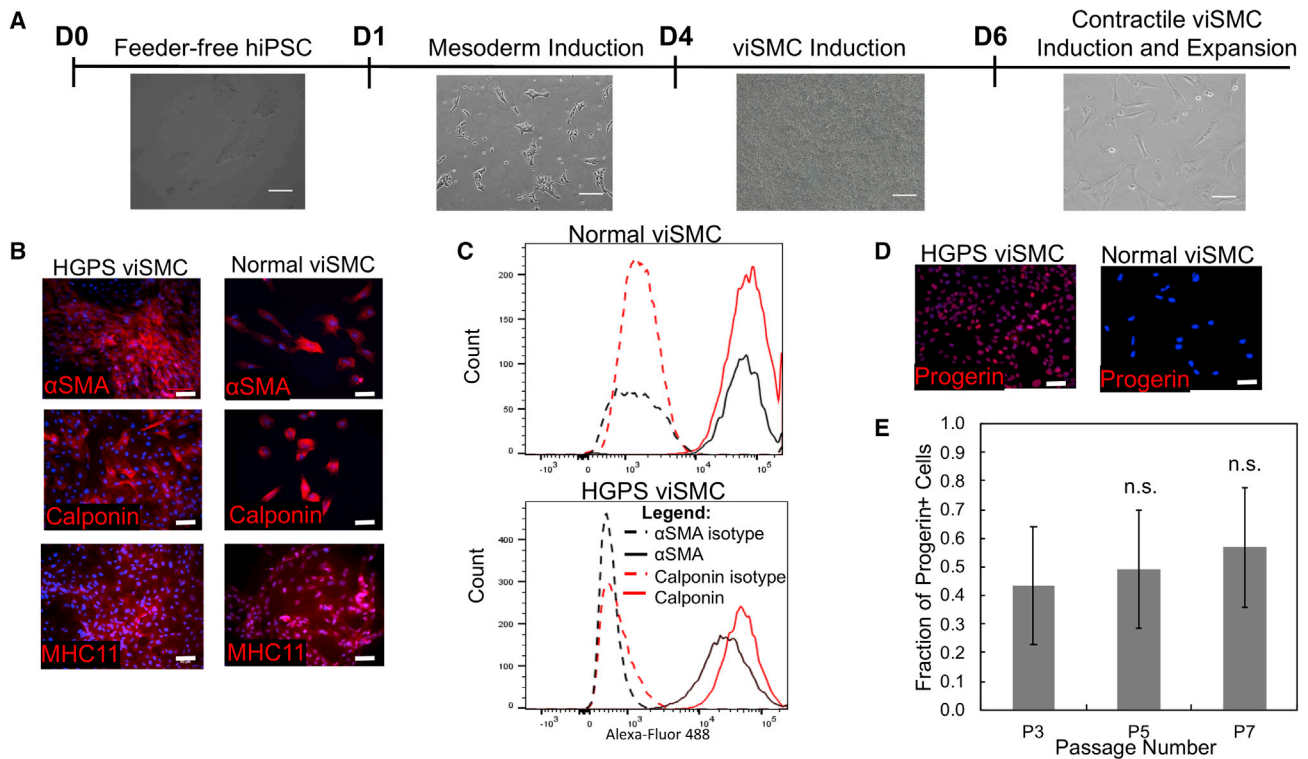 A
D0
Feeder-free hiPSC
D1
Mesoderm Induction
D4
viSMC Induction
D6
Contractile viSMC
Induction and Expansion
B
HGPS viSMC
Normal viSMC
αSMA
αSMA
Calponin
Calponin
MHC11
MHC11
C
Normal viSMC
Count
200
150
100
50
0
-10³ 0 10³ 10⁴ 10⁵
HGPS viSMC
Legend:
αSMA isotype
αSMA
Calponin isotype
Calponin
Count
400
300
200
100
0
-10³ 0 10³ 10⁴ 10⁵
Alexa-Fluor 488
D
HGPS viSMC
Normal viSMC
Progerin
Progerin
E
Fraction of Progerin+ Cells
1.0
0.9
0.8
0.7
0.6
0.5
0.4
0.3
0.2
0.1
0.0
n.s.
n.s.
P3
P5
P7
Passage Number